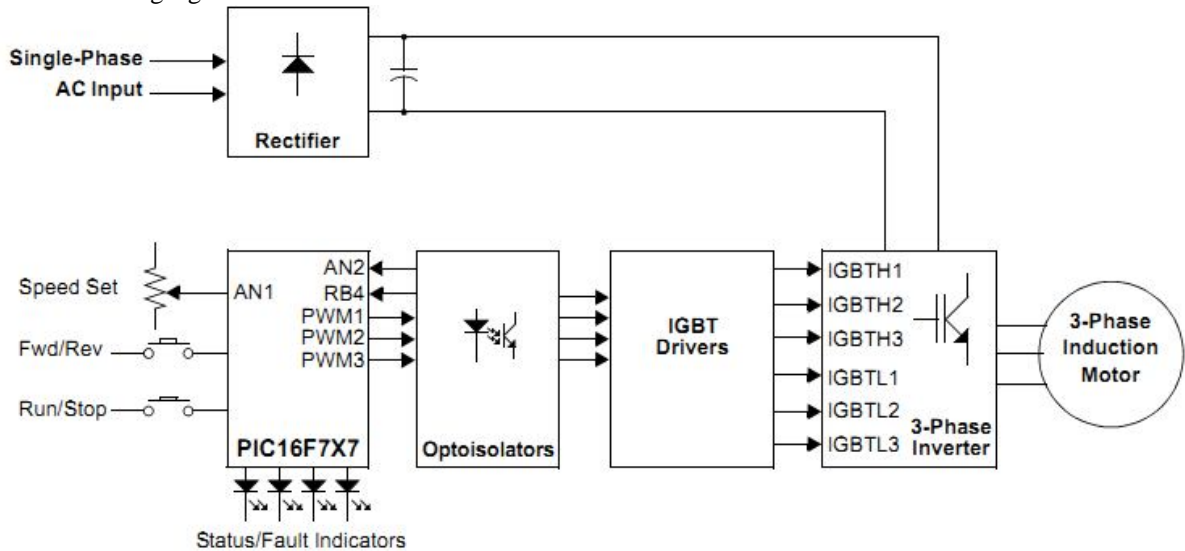 Single-Phase
AC Input
Rectifier
Speed Set
Fwd/Rev
Run/Stop
AN1
AN2
RB4
PWM1
PWM2
PWM3
PIC16F7X7
Status/Fault Indicators
Optoisolators
IGBT
Drivers
IGBTH1
IGBTH2
IGBTH3
IGBTL1
IGBTL2
IGBTL3
3-Phase
Inverter
3-Phase
Induction
Motor